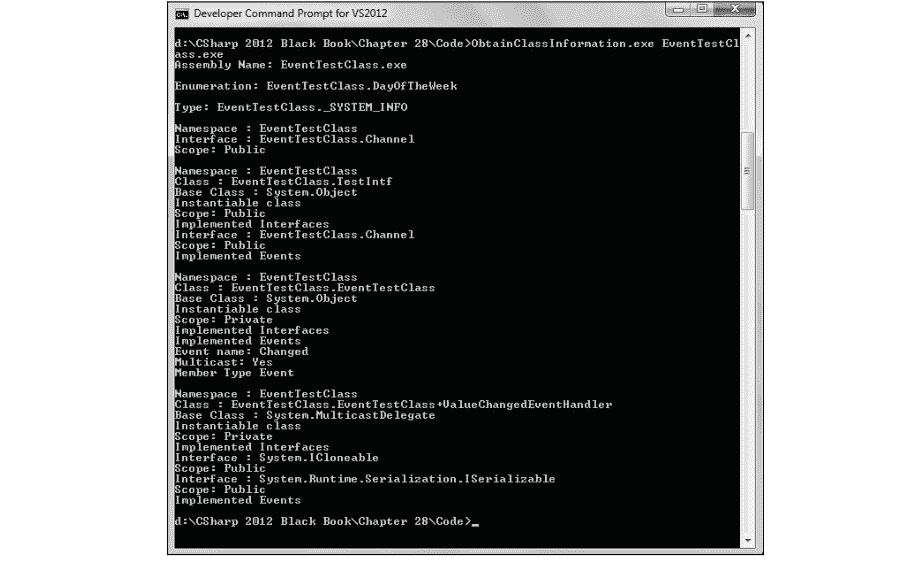 Developer Command Prompt for VS2012
d:\CSharp 2012 Black Book\Chapter 28\Code>ObtainClassInformation.exe EventTestCl
ass.exe
Assembly Name: EventTestClass.exe
Enumeration: EventTestClass.DayOfTheWeek
Type: EventTestClass._SYSTEM_INFO
Namespace : EventTestClass
Interface : EventTestClass.Channel
Scope: Public
Namespace : EventTestClass
Class : EventTestClass.TestIntf
Base Class : System.Object
Instantiable class
Scope: Public
Implemented Interfaces
Interface : EventTestClass.Channel
Scope: Public
Implemented Events
Namespace : EventTestClass
Class : EventTestClass.EventTestClass
Base Class : System.Object
Instantiable class
Scope: Private
Implemented Interfaces
Implemented Events
Event name: Changed
Multicast: Yes
Member Type Event
Namespace : EventTestClass
Class : EventTestClass.EventTestClass+ValueChangedEventHandler
Base Class : System.MulticastDelegate
Instantiable class
Scope: Private
Implemented Interfaces
Interface : System.ICloneable
Scope: Public
Interface : System.Runtime.Serialization.ISerializable
Scope: Public
Implemented Events
d:\CSharp 2012 Black Book\Chapter 28\Code>_